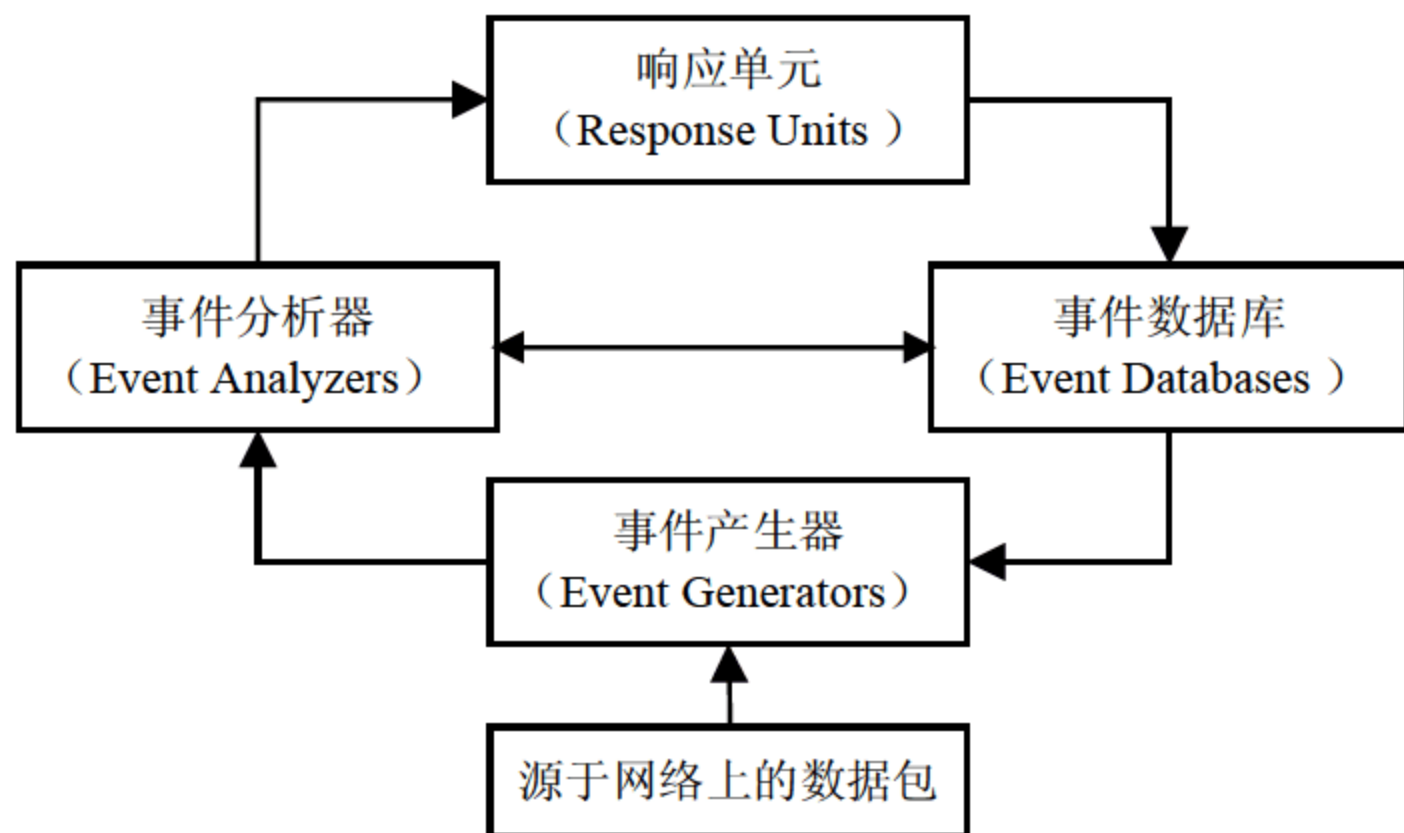 响应单元
（Response Units ）
事件分析器
（Event Analyzers）
事件数据库
（Event Databases ）
事件产生器
（Event Generators）
源于网络上的数据包